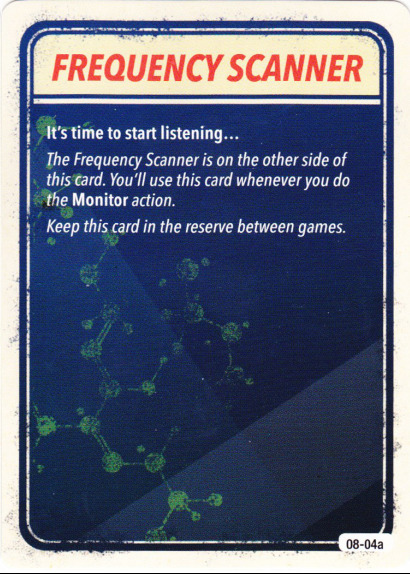 FREQUENCY SCANNER
It's time to start listening…
The Frequency Scanner is on the other side of
this card. You'll use this card whenever you do
the Monitor action.
Keep this card in the reserve between games.
08-04a